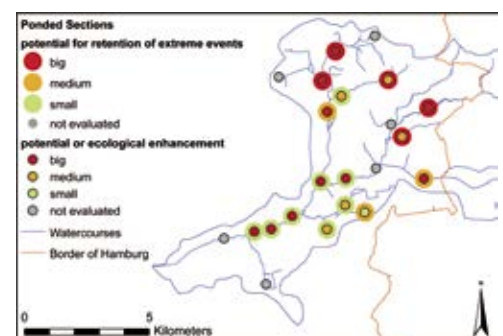 Ponded Sections
potential for retention of extreme events
big
medium
small
not evaluated
potential or ecological enhancement
big
medium
small
not evaluated
Watercourses
Border of Hamburg
0 5
Kilometers